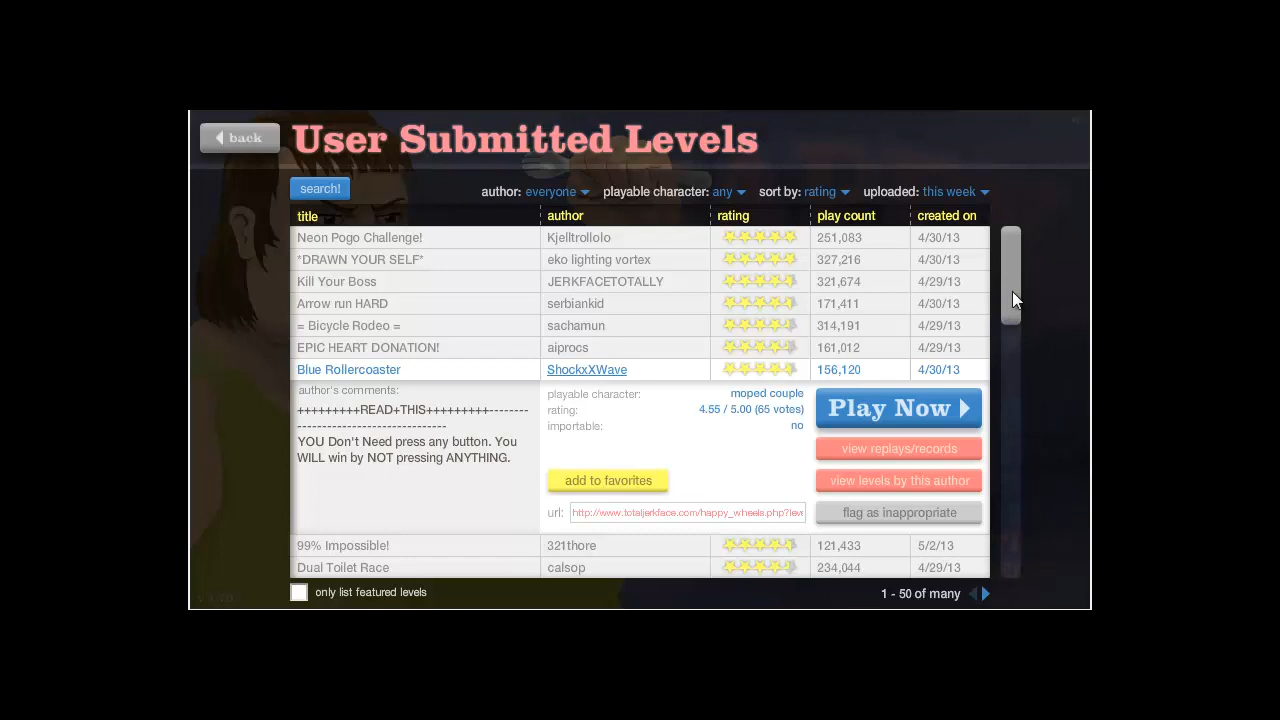 back
User Submitted Levels
search!
author: everyone playable character: any sort by: rating uploaded: this week
title author rating play count created on
Neon Pogo Challenge! Kjelltrollolo 251,083 4/30/13
*DRAWN YOUR SELF* eko lighting vortex 327,216 4/30/13
Kill Your Boss JERKFACETOTALLY 321,674 4/29/13
Arrow run HARD serbiankid 171,411 4/30/13
= Bicycle Rodeo = sachamun 314,191 4/29/13
EPIC HEART DONATION! aiprocs 161,012 4/29/13
Blue Rollercoaster ShockxXWave 156,120 4/30/13
author's comments:
+++++++++READ+THIS+++++++++--------
-----------------------------
YOU Don't Need press any button. You
WILL win by NOT pressing ANYTHING.
playable character: moped couple
rating: 4.55 / 5.00 (65 votes)
importable: no
add to favorites
url: http://www.totaljerkface.com/happy_wheels.php?leve
Play Now
view replays/records
view levels by this author
flag as inappropriate
99% Impossible! 321thore 121,433 5/2/13
Dual Toilet Race calsop 234,044 4/29/13
only list featured levels
1 - 50 of many